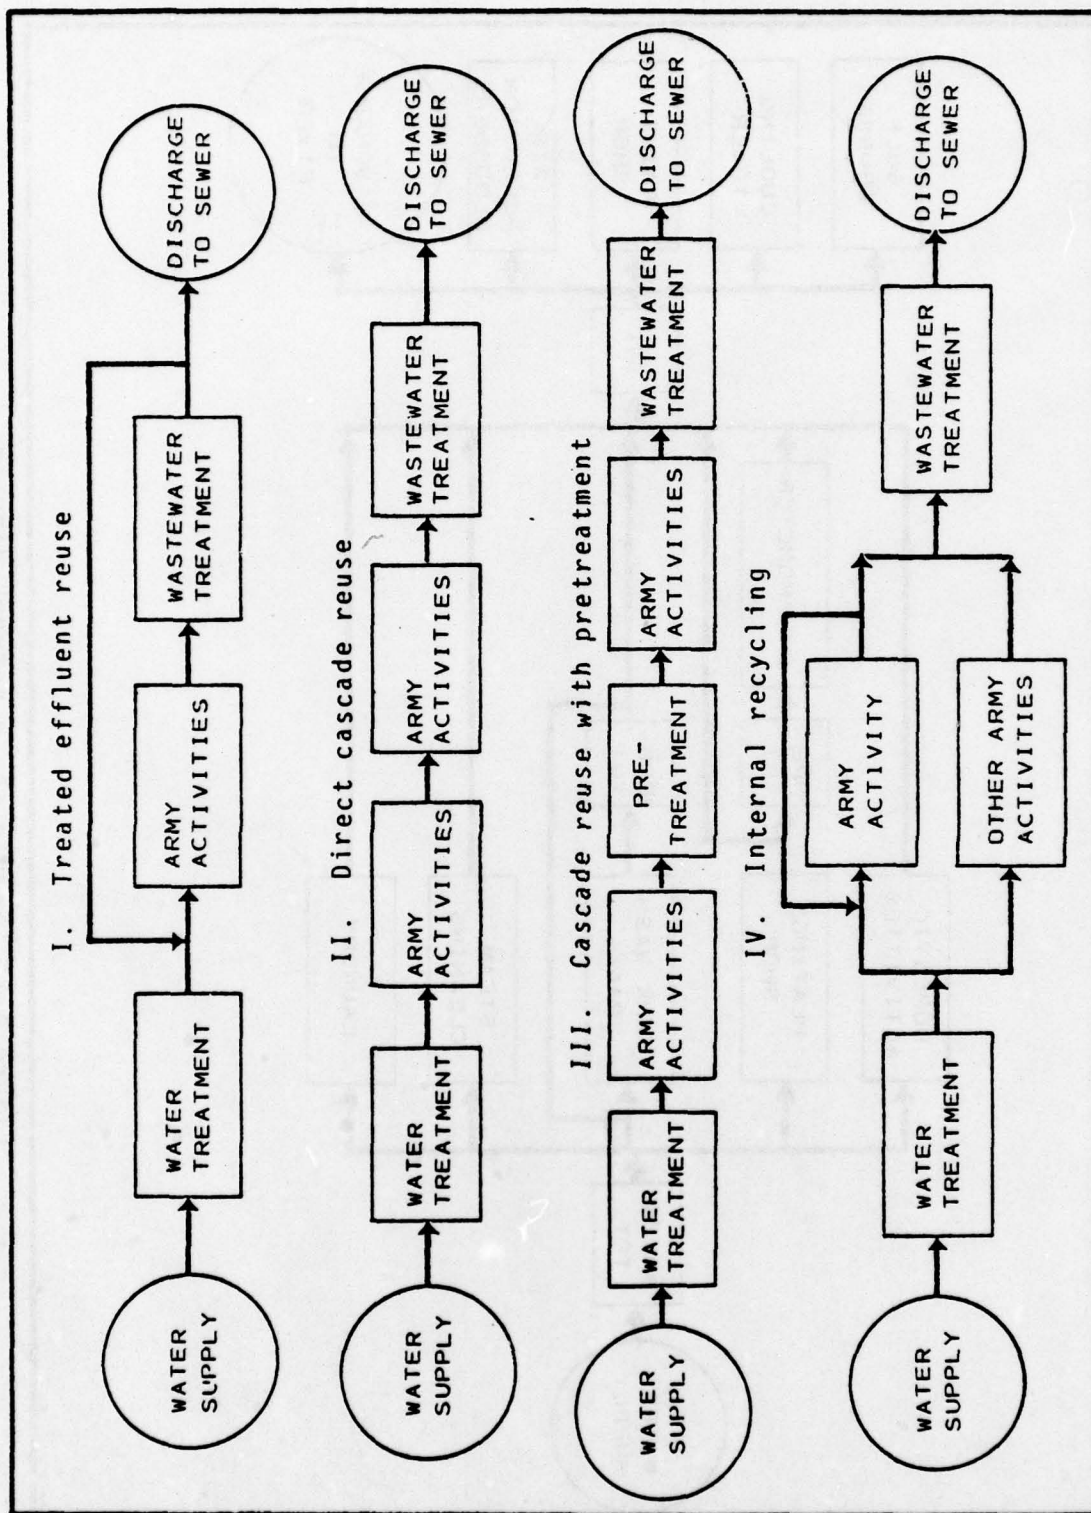 I. Treated effluent reuse
WATER
SUPPLY
WATER
TREATMENT
ARMY
ACTIVITIES
WASTEWATER
TREATMENT
DISCHARGE
TO SEWER
II. Direct cascade reuse
WATER
SUPPLY
WATER
TREATMENT
ARMY
ACTIVITIES
ARMY
ACTIVITIES
WASTEWATER
TREATMENT
DISCHARGE
TO SEWER
III. Cascade reuse with pretreatment
WATER
SUPPLY
WATER
TREATMENT
ARMY
ACTIVITIES
PRE-
TREATMENT
ARMY
ACTIVITIES
WASTEWATER
TREATMENT
DISCHARGE
TO SEWER
IV. Internal recycling
WATER
SUPPLY
WATER
TREATMENT
ARMY
ACTIVITY
OTHER ARMY
ACTIVITIES
WASTEWATER
TREATMENT
DISCHARGE
TO SEWER